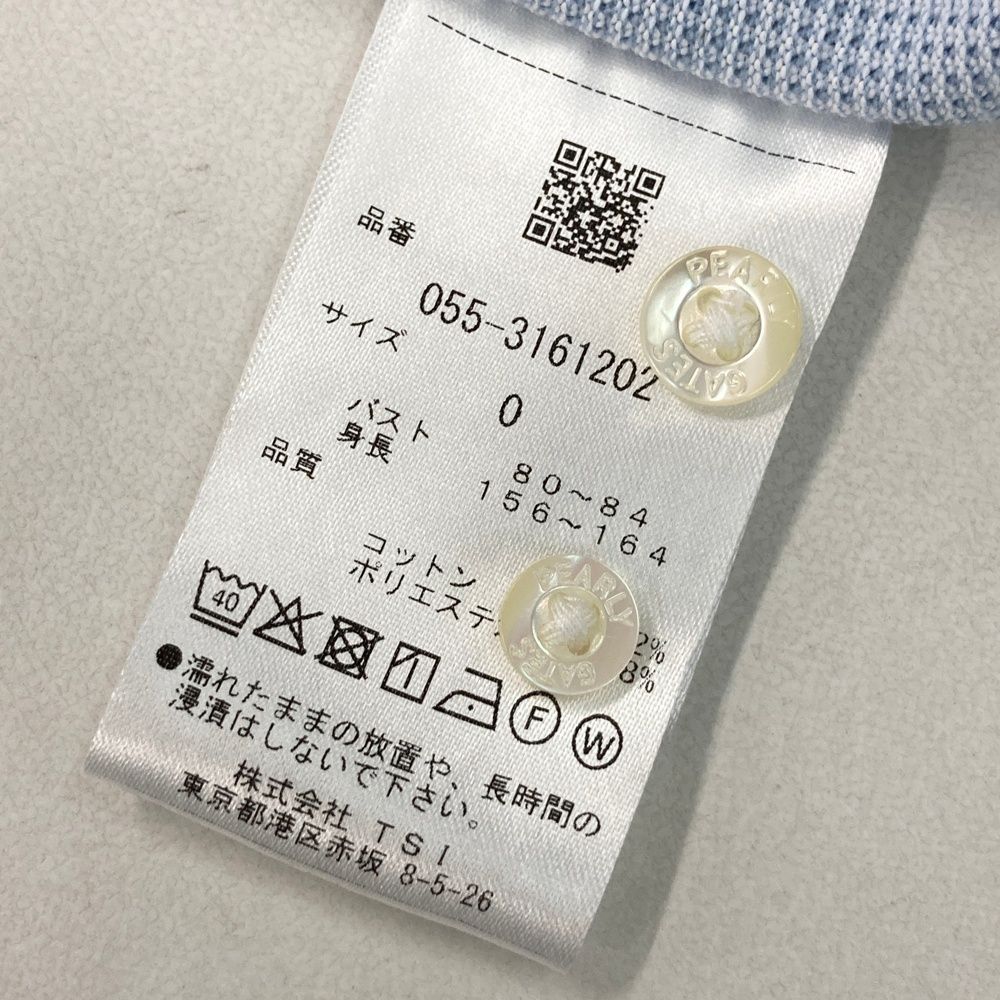 品番
055-3161202
サイズ
0
バスト
80～84
身長
156～164
品質
コットン 2%
ポリエステ 8%
40
F
W
●濡れたままの放置や、長時間の
浸漬はしないで下さい。
株式会社 TSI
東京都港区赤坂 8-5-26
PEARLY
GATES
PEARLY
GATES